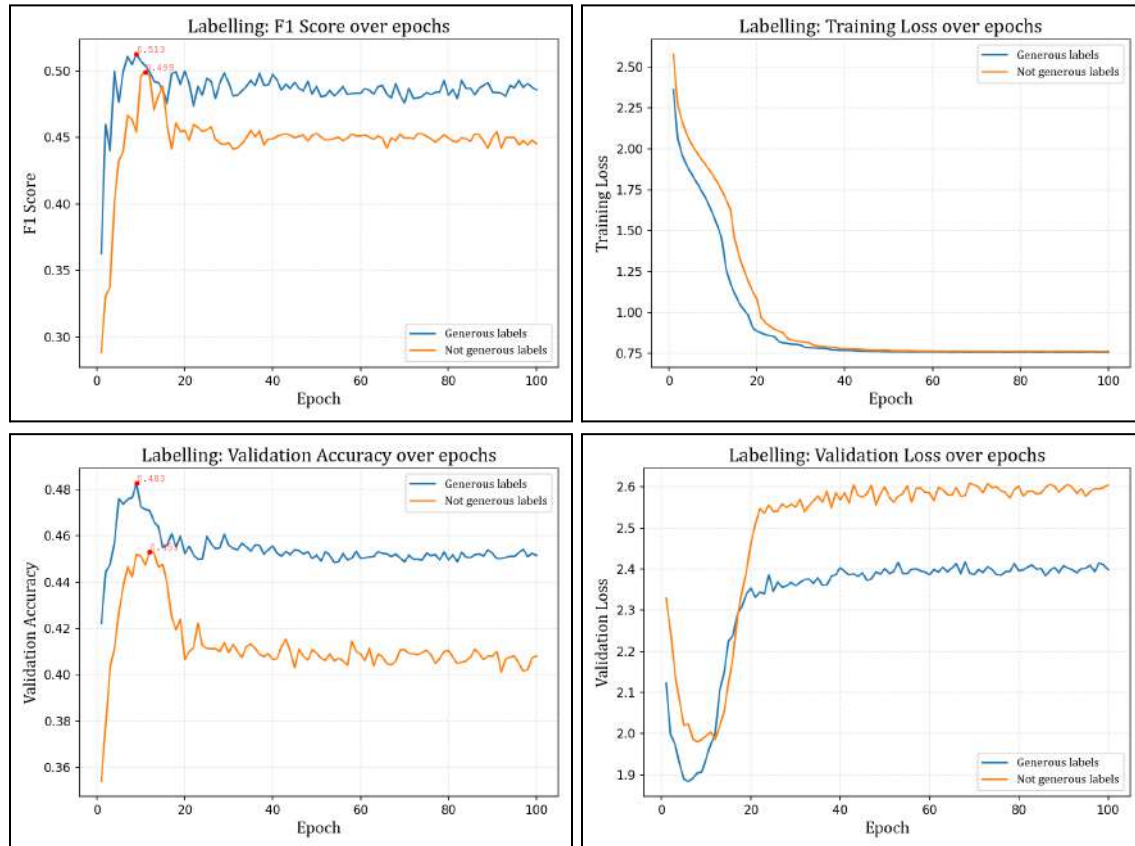 Labelling: F1 Score over epochs
0.513
0.499
0.50
0.45
0.40
0.35
0.30
F1 Score
Generous labels
Not generous labels
0 20 40 60 80 100
Epoch
Labelling: Training Loss over epochs
Generous labels
Not generous labels
2.50
2.25
2.00
1.75
1.50
1.25
1.00
0.75
Training Loss
0 20 40 60 80 100
Epoch
Labelling: Validation Accuracy over epochs
0.483
Generous labels
Not generous labels
0.48
0.46
0.44
0.42
0.40
0.38
0.36
Validation Accuracy
0 20 40 60 80 100
Epoch
Labelling: Validation Loss over epochs
2.6
2.5
2.4
2.3
2.2
2.1
2.0
1.9
Validation Loss
Generous labels
Not generous labels
0 20 40 60 80 100
Epoch